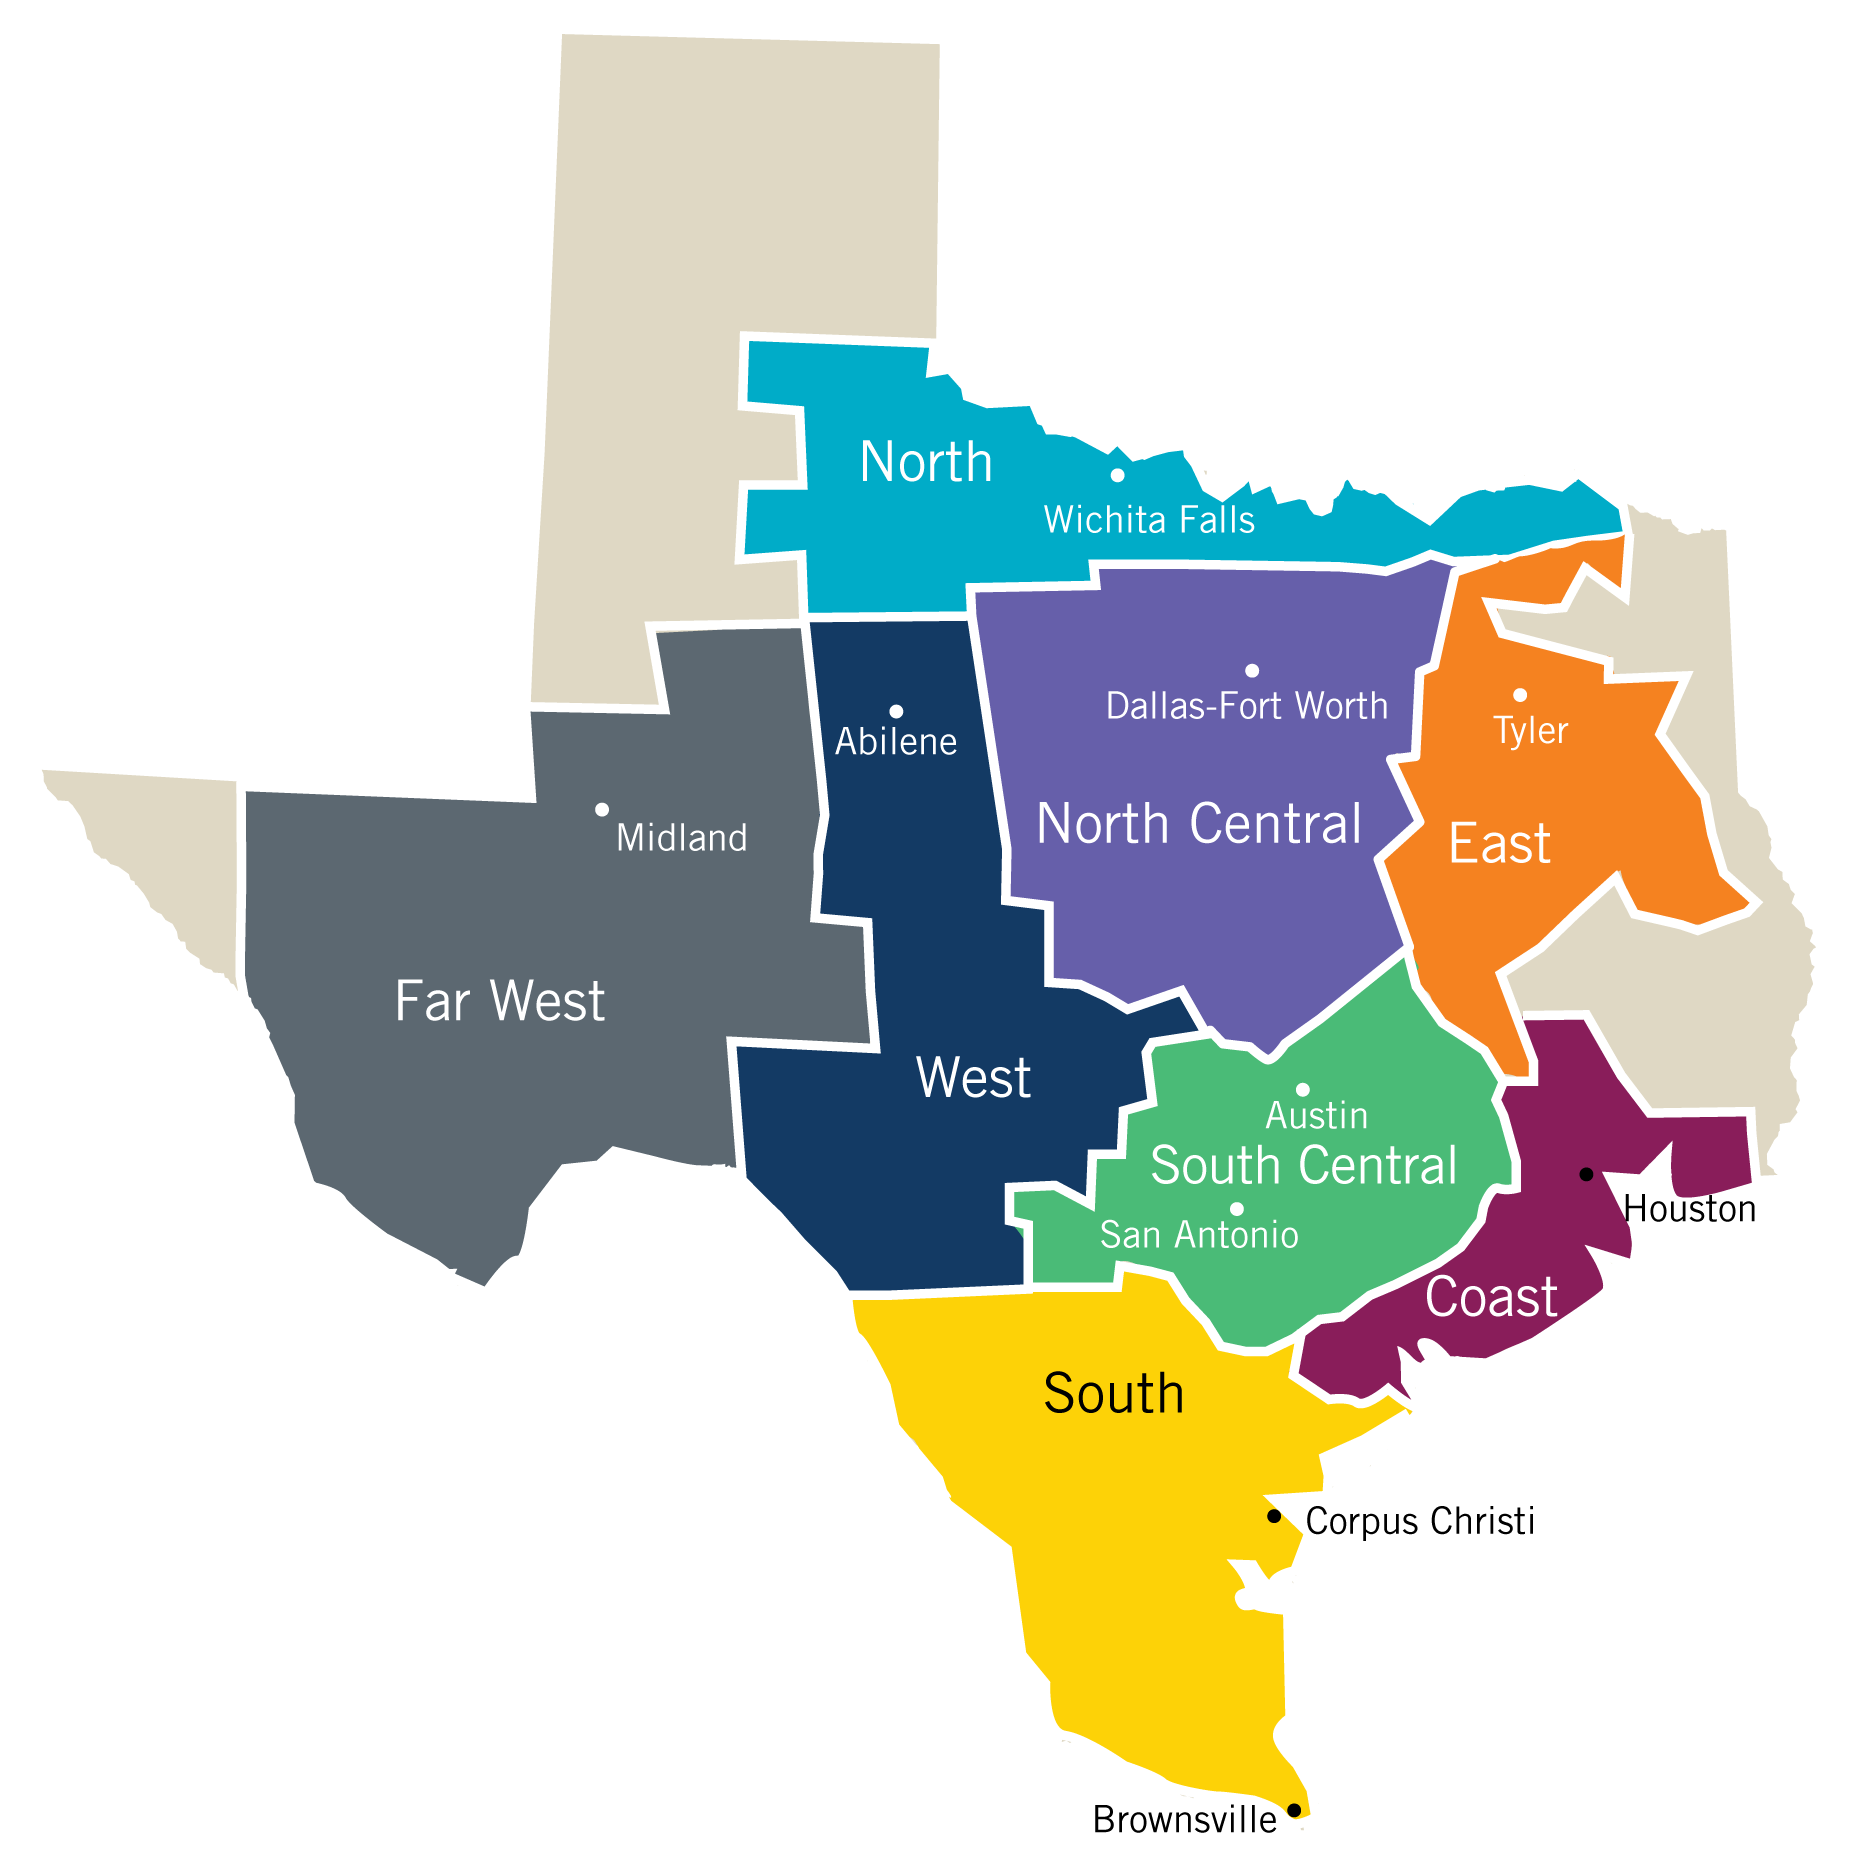 North
Wichita Falls
Dallas-Fort Worth
Tyler
Abilene
North Central
Midland
East
Far West
West
Austin
South Central
Houston
San Antonio
Coast
South
Corpus Christi
Brownsville